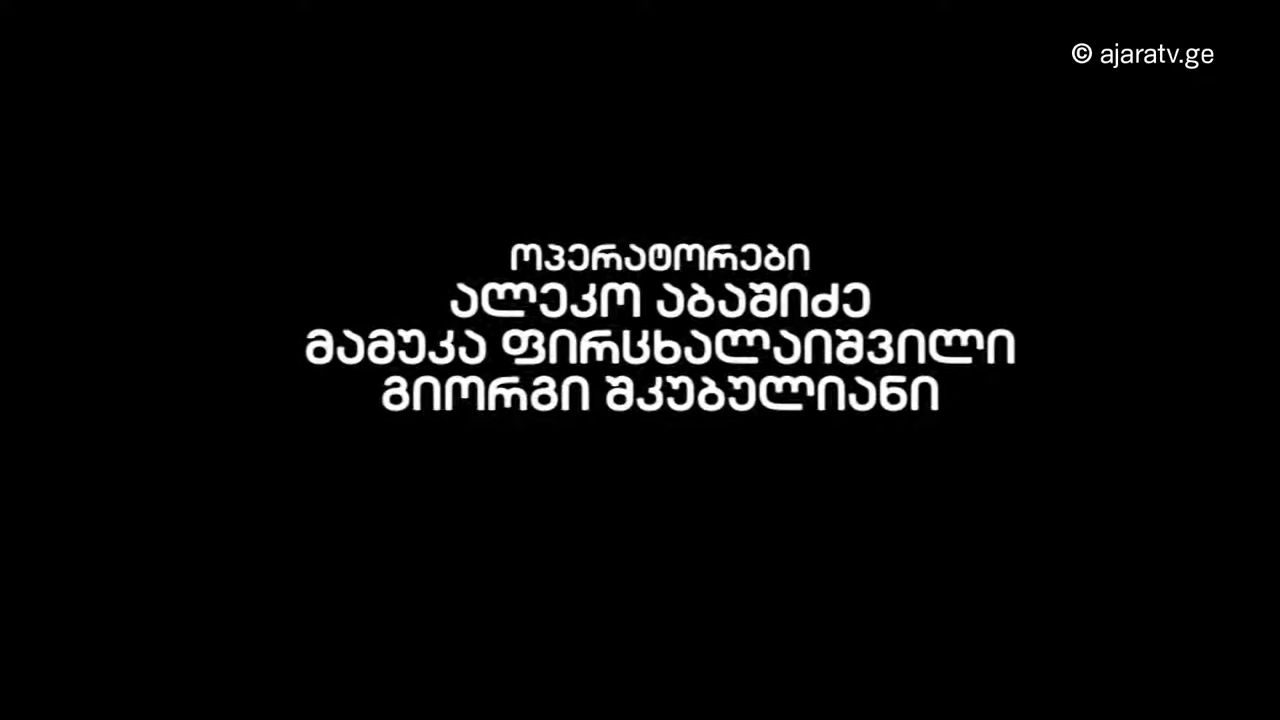 © ajaratv.ge
ოპერატორები
ალეკო აბაშიძე
მამუკა ფირცხალაიშვილი
გიორგი შკუბულიანი